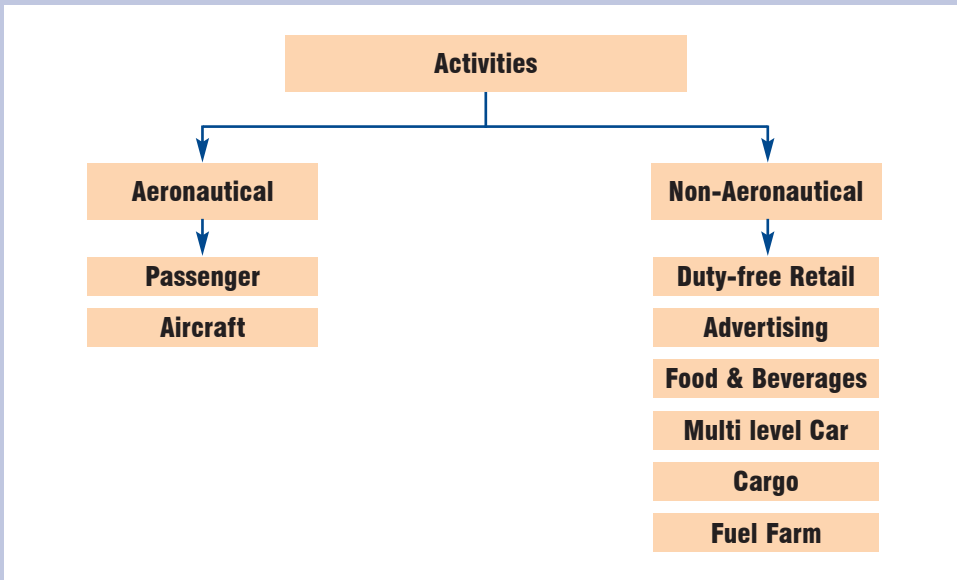 Activities
Aeronautical
Non-Aeronautical
Passenger
Aircraft
Duty-free Retail
Advertising
Food & Beverages
Multi level Car
Cargo
Fuel Farm